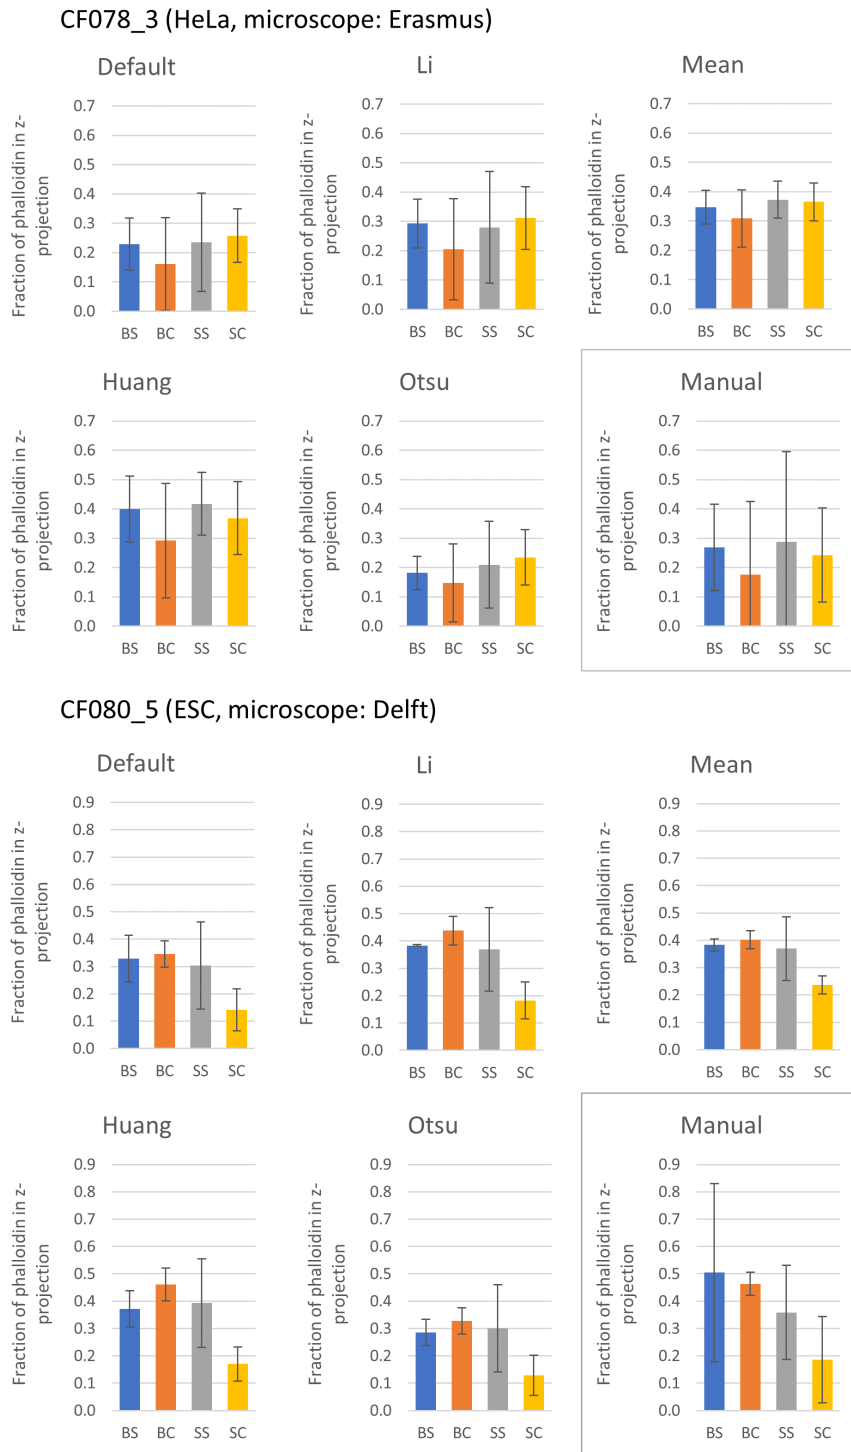 CF078_3 (HeLa, microscope: Erasmus)
Default
Fraction of phalloidin in z-
projection
0.7
0.6
0.5
0.4
0.3
0.2
0.1
0.0
BS BC SS SC
Li
Fraction of phalloidin in z-
projection
0.7
0.6
0.5
0.4
0.3
0.2
0.1
0.0
BS BC SS SC
Mean
Fraction of phalloidin in z-
projection
0.7
0.6
0.5
0.4
0.3
0.2
0.1
0.0
BS BC SS SC
Huang
Fraction of phalloidin in z-
projection
0.7
0.6
0.5
0.4
0.3
0.2
0.1
0.0
BS BC SS SC
Otsu
Fraction of phalloidin in z-
projection
0.7
0.6
0.5
0.4
0.3
0.2
0.1
0.0
BS BC SS SC
Manual
Fraction of phalloidin in z-
projection
0.7
0.6
0.5
0.4
0.3
0.2
0.1
0.0
BS BC SS SC
CF080_5 (ESC, microscope: Delft)
Default
Fraction of phalloidin in z-
projection
0.9
0.8
0.7
0.6
0.5
0.4
0.3
0.2
0.1
0.0
BS BC SS SC
Li
Fraction of phalloidin in z-
projection
0.9
0.8
0.7
0.6
0.5
0.4
0.3
0.2
0.1
0.0
BS BC SS SC
Mean
Fraction of phalloidin in z-
projection
0.9
0.8
0.7
0.6
0.5
0.4
0.3
0.2
0.1
0.0
BS BC SS SC
Huang
Fraction of phalloidin in z-
projection
0.9
0.8
0.7
0.6
0.5
0.4
0.3
0.2
0.1
0.0
BS BC SS SC
Otsu
Fraction of phalloidin in z-
projection
0.9
0.8
0.7
0.6
0.5
0.4
0.3
0.2
0.1
0.0
BS BC SS SC
Manual
Fraction of phalloidin in z-
projection
0.9
0.8
0.7
0.6
0.5
0.4
0.3
0.2
0.1
0.0
BS BC SS SC